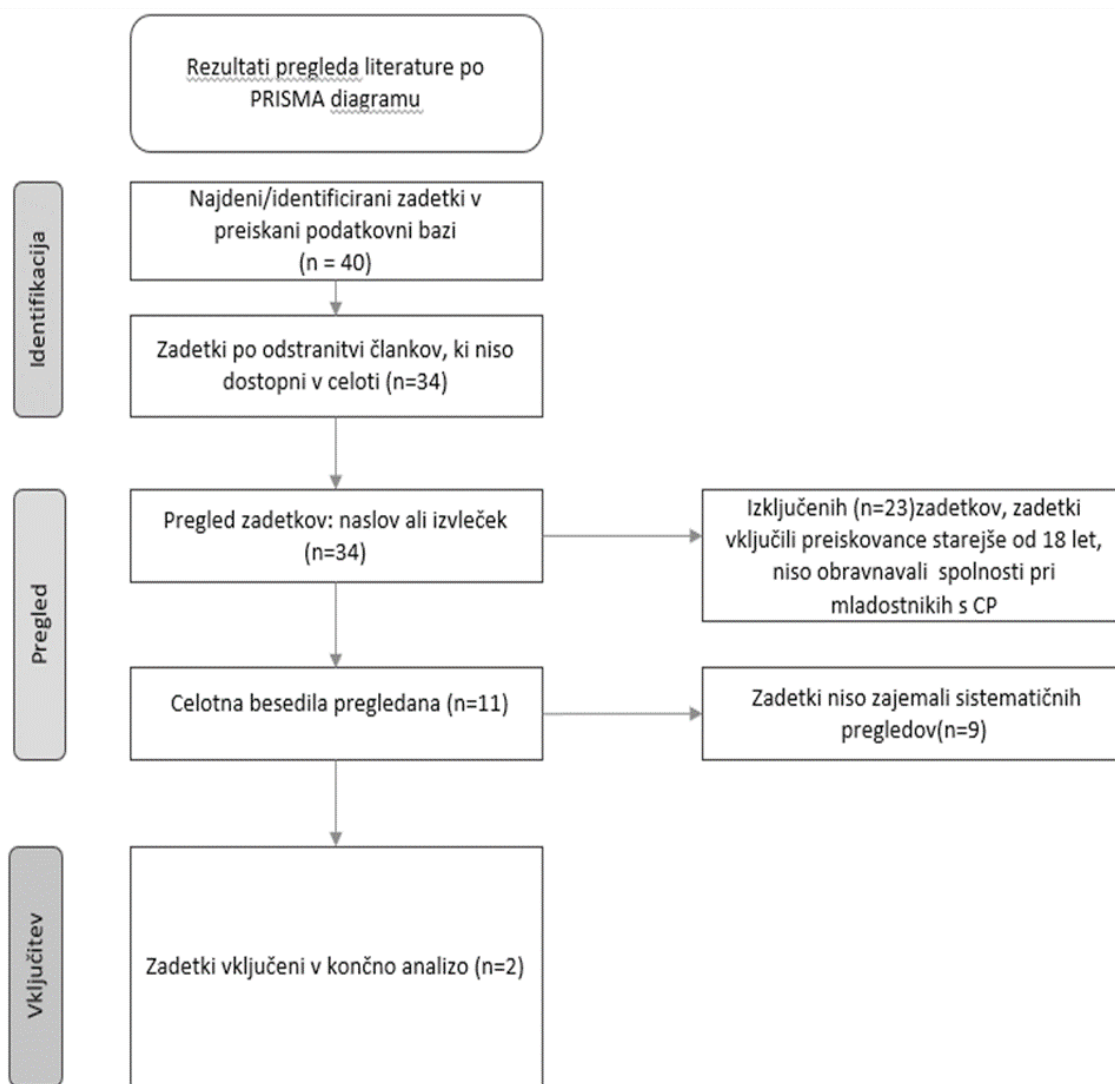 Rezultati pregleda literature po
PRISMA diagramu
Identifikacija
Najdeni/identificirani zadetki v
preiskani podatkovni bazi
(n = 40)
Zadetki po odstranitvi člankov, ki niso
dostopni v celoti (n=34)
Pregled
Pregled zadetkov: naslov ali izvleček
(n=34)
Izključenih (n=23)zadetkov, zadetki
vključili preiskovance starejše od 18 let,
niso obravnavali  spolnosti pri
mladostnikih s CP
Celotna besedila pregledana (n=11)
Zadetki niso zajemali sistematičnih
pregledov(n=9)
Vključitev
Zadetki vključeni v končno analizo (n=2)